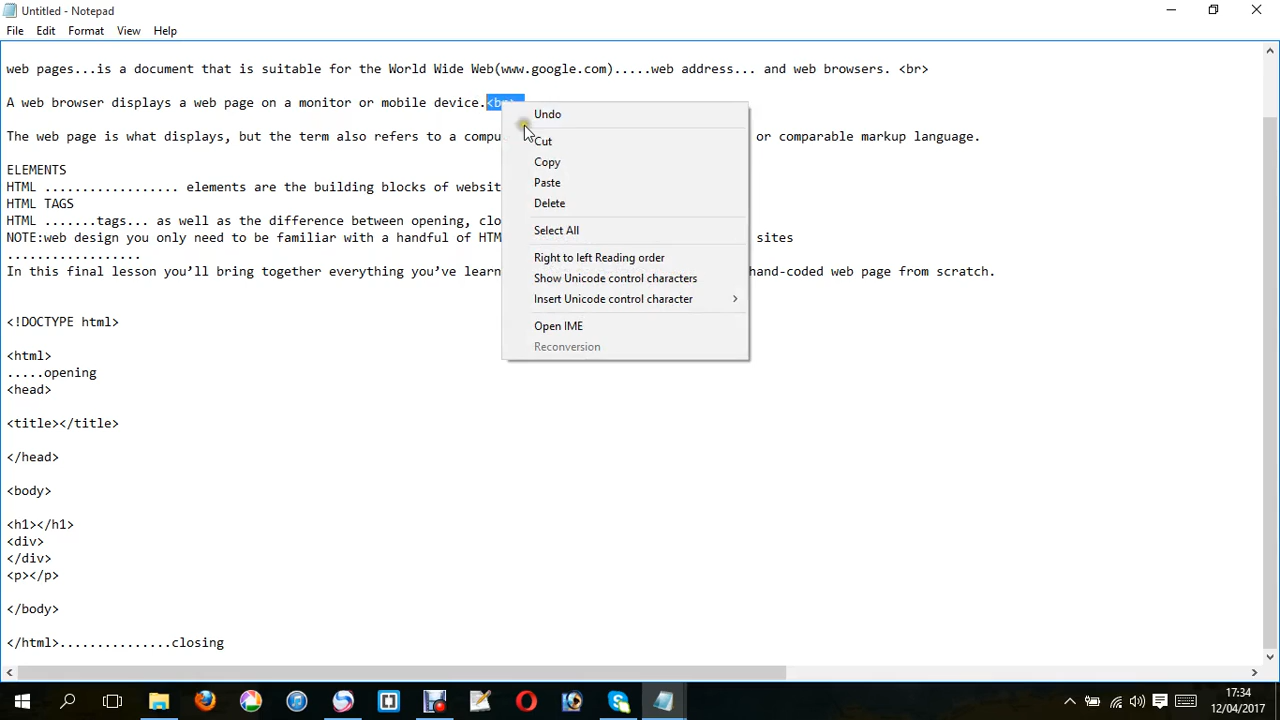 Untitled - Notepad
File Edit Format View Help
web pages...is a document that is suitable for the World Wide Web(www.google.com).....web address... and web browsers. <br>
A web browser displays a web page on a monitor or mobile device.<br>
The web page is what displays, but the term also refers to a compu or comparable markup language.
ELEMENTS
HTML .................. elements are the building blocks of websit
HTML TAGS
HTML .......tags... as well as the difference between opening, clo
NOTE:web design you only need to be familiar with a handful of HTM sites
..................
In this final lesson you'll bring together everything you've learn hand-coded web page from scratch.
<!DOCTYPE html>
<html>
.....opening
<head>
<title></title>
</head>
<body>
<h1></h1>
<div>
</div>
<p></p>
</body>
</html>...............closing
Undo
Cut
Copy
Paste
Delete
Select All
Right to left Reading order
Show Unicode control characters
Insert Unicode control character
Open IME
Reconversion
17:34
12/04/2017